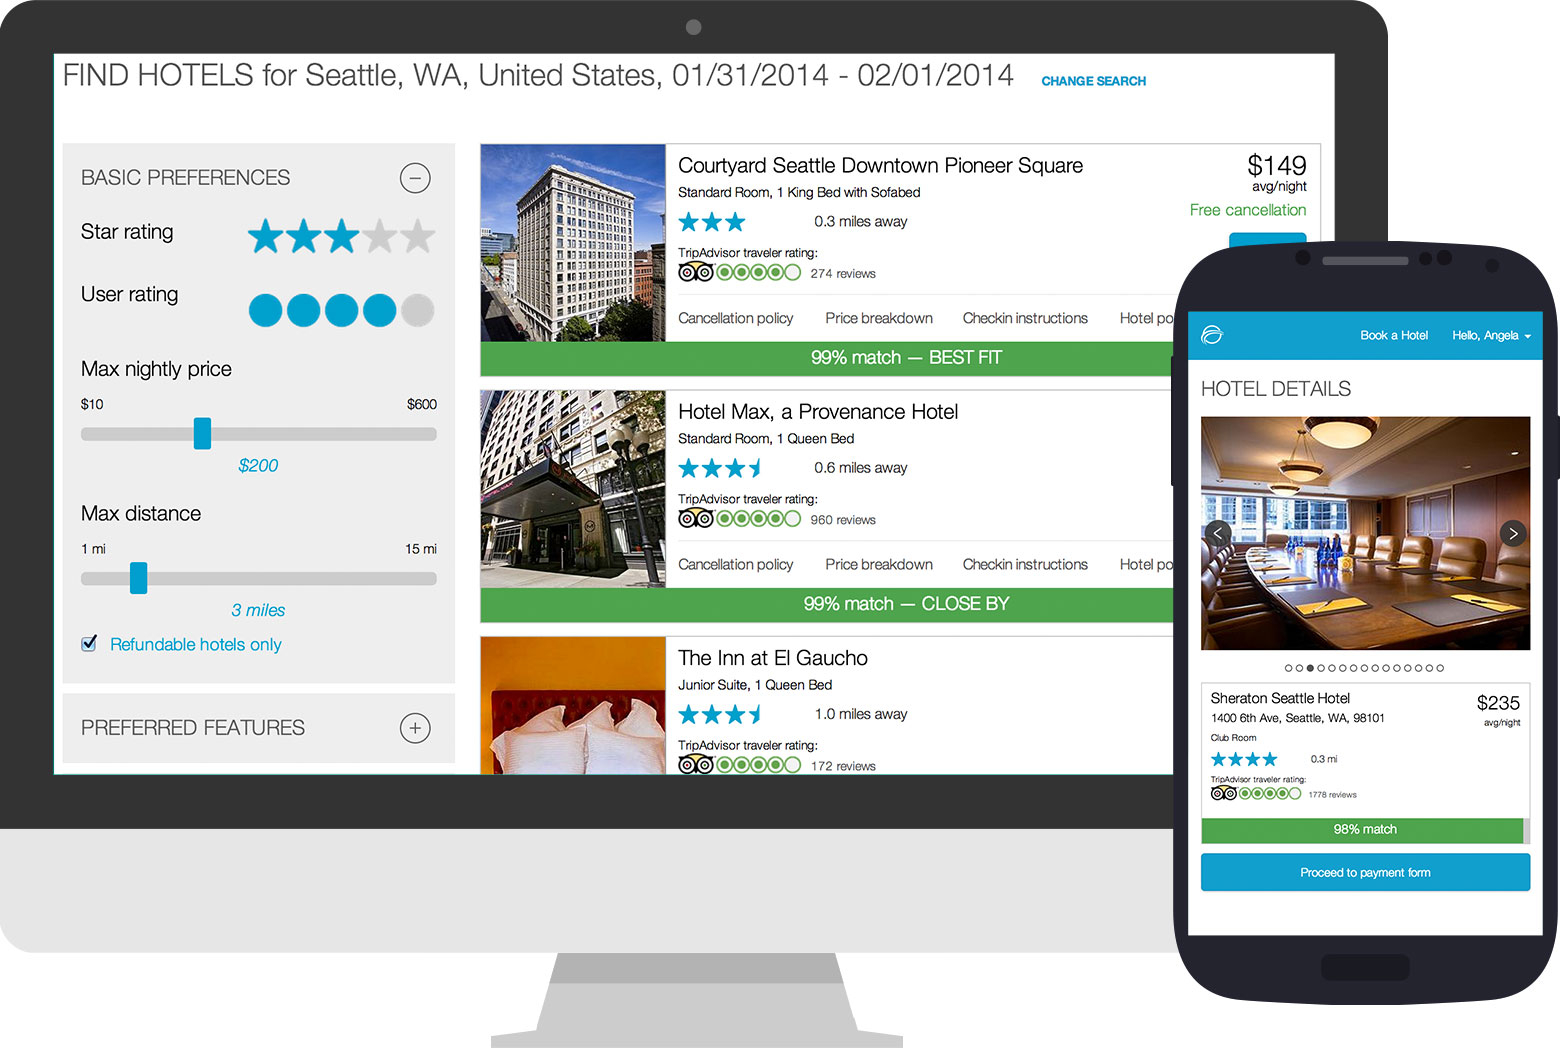 FIND HOTELS for Seattle, WA, United States, 01/31/2014 - 02/01/2014 CHANGE SEARCH
BASIC PREFERENCES
Star rating
User rating
Max nightly price
$10 $600
$200
Max distance
1 mi 15 mi
3 miles
Refundable hotels only
PREFERRED FEATURES
Courtyard Seattle Downtown Pioneer Square
$149
Standard Room, 1 King Bed with Sofabed
avg/night
0.3 miles away
Free cancellation
TripAdvisor traveler rating:
274 reviews
Cancellation policy Price breakdown Checkin instructions Hotel po
99% match — BEST FIT
Hotel Max, a Provenance Hotel
Standard Room, 1 Queen Bed
0.6 miles away
TripAdvisor traveler rating:
960 reviews
Cancellation policy Price breakdown Checkin instructions Hotel po
99% match — CLOSE BY
The Inn at El Gaucho
Junior Suite, 1 Queen Bed
1.0 miles away
TripAdvisor traveler rating:
172 reviews
Book a Hotel Hello, Angela
HOTEL DETAILS
Sheraton Seattle Hotel
$235
1400 6th Ave, Seattle, WA, 98101
avg/night
Club Room
0.3 mi
TripAdvisor traveler rating:
1778 reviews
98% match
Proceed to payment form